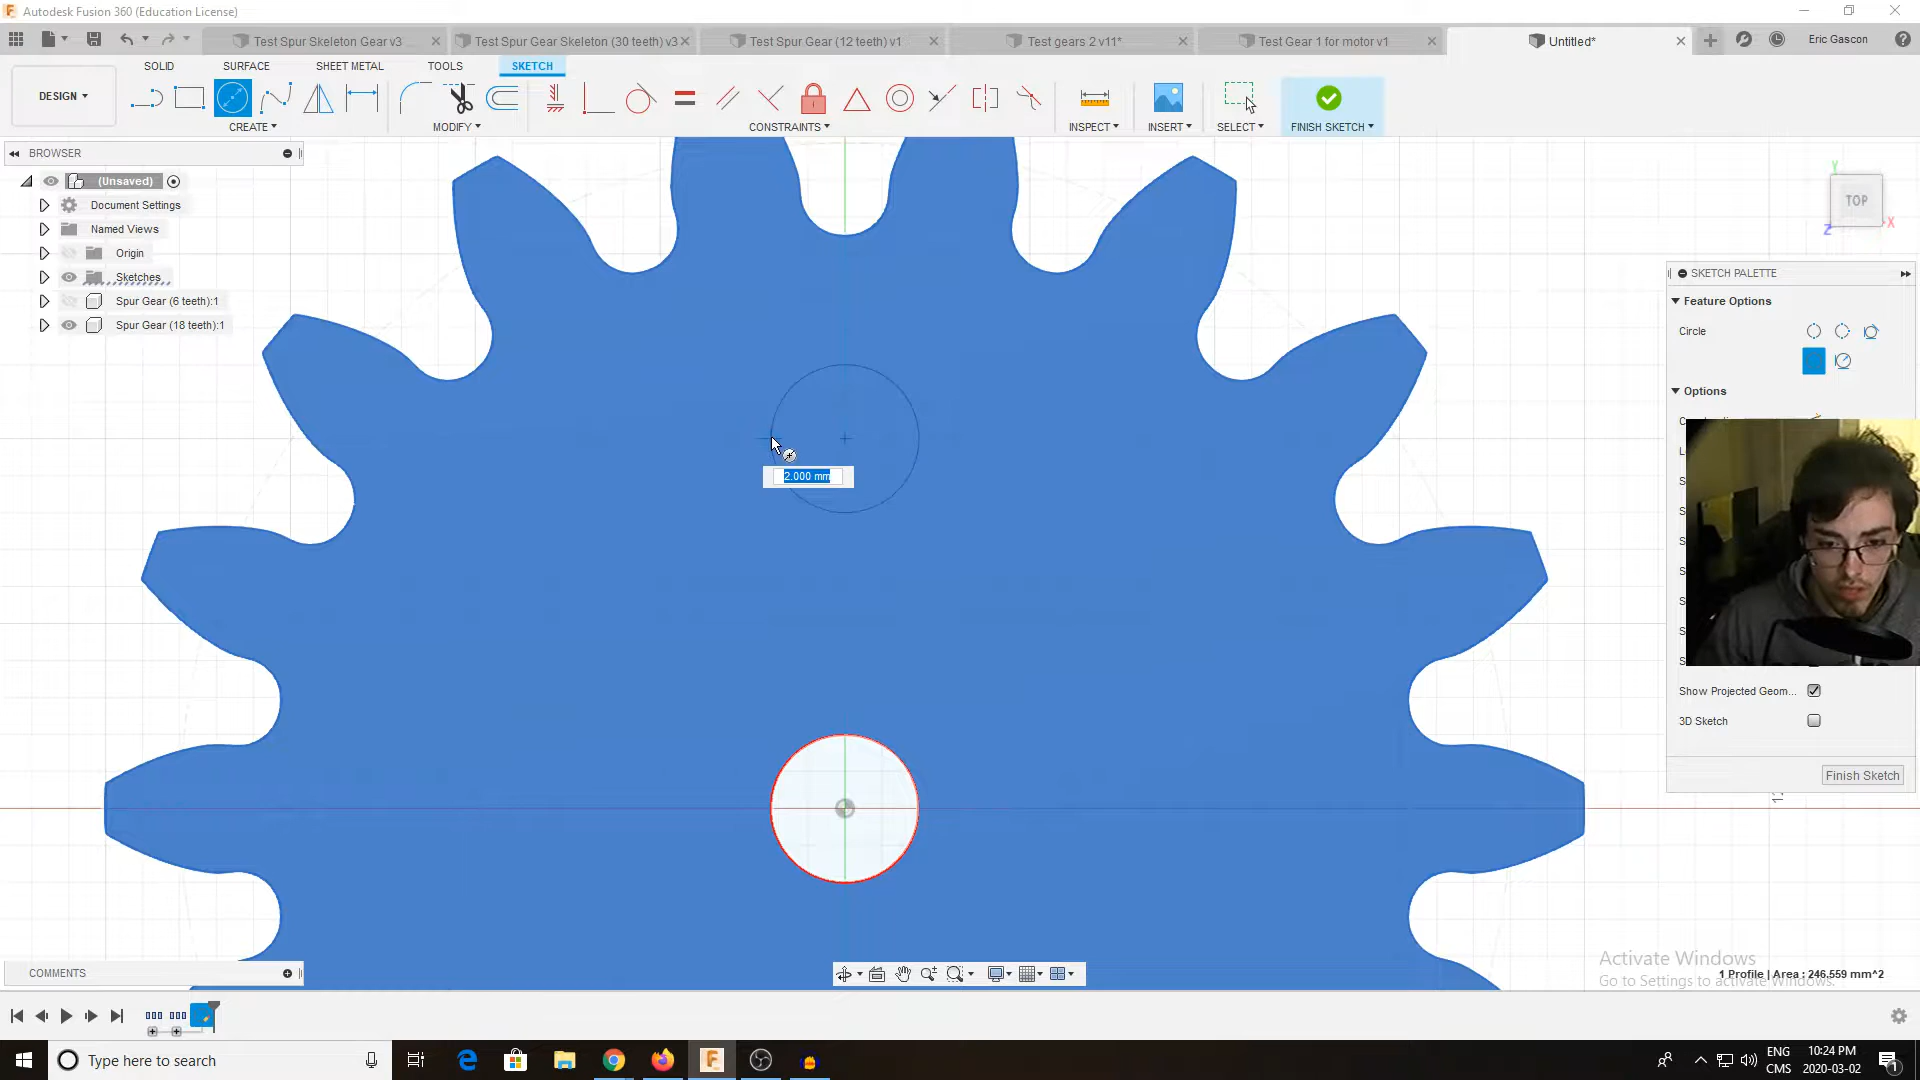 Autodesk Fusion 360 (Education License)
Test Spur Skeleton Gear v3
Test Spur Gear Skeleton (30 teeth) v3
Test Spur Gear (12 teeth) v1
Test gears 2 v11*
Test Gear 1 for motor v1
Untitled*
Eric Gascon
SOLID
SURFACE
SHEET METAL
TOOLS
SKETCH
DESIGN
CREATE
MODIFY
CONSTRAINTS
INSPECT
INSERT
SELECT
FINISH SKETCH
BROWSER
(Unsaved)
Document Settings
Named Views
Origin
Sketches
Spur Gear (6 teeth):1
Spur Gear (18 teeth):1
TOP
Y
X
Z
SKETCH PALETTE
Feature Options
Circle
Options
2.000 mm
Show Projected Geom...
3D Sketch
Finish Sketch
COMMENTS
Activate Windows
Go to Settings to activate Windows.
1 Profile | Area : 246.559 mm^2
Type here to search
ENG
CMS
10:24 PM
2020-03-02
1